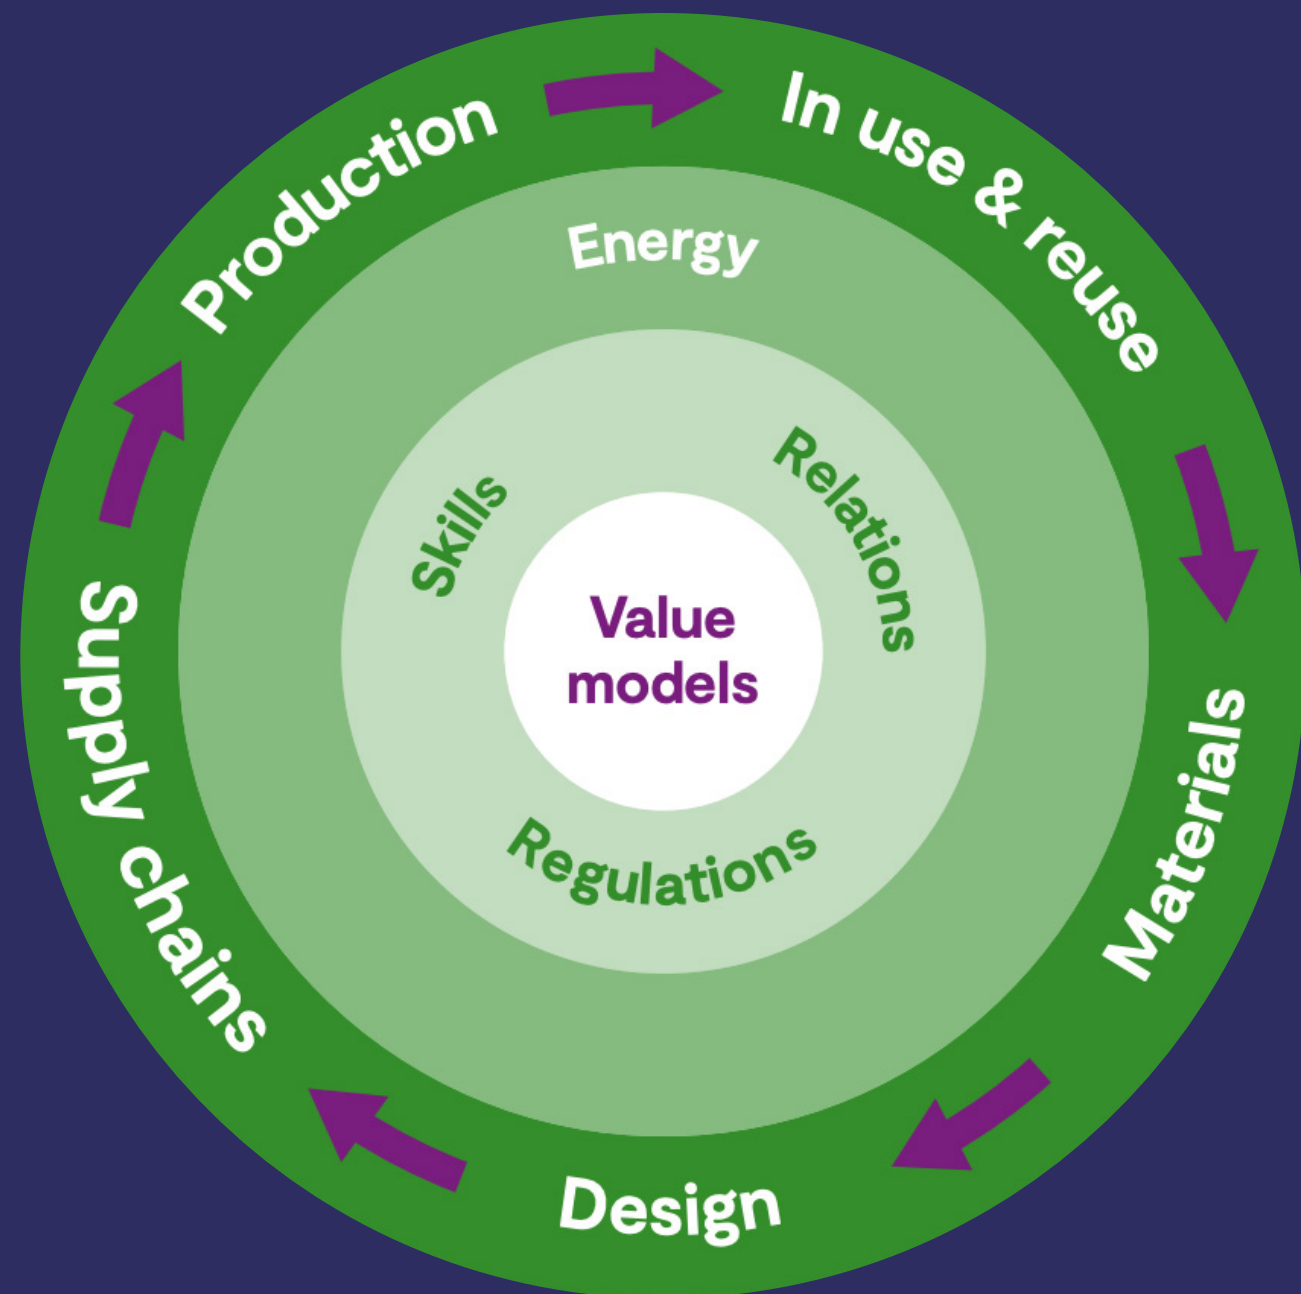 Production
In use & reuse
Materials
Design
Supply chains
Energy
Skills
Relations
Regulations
Value
models